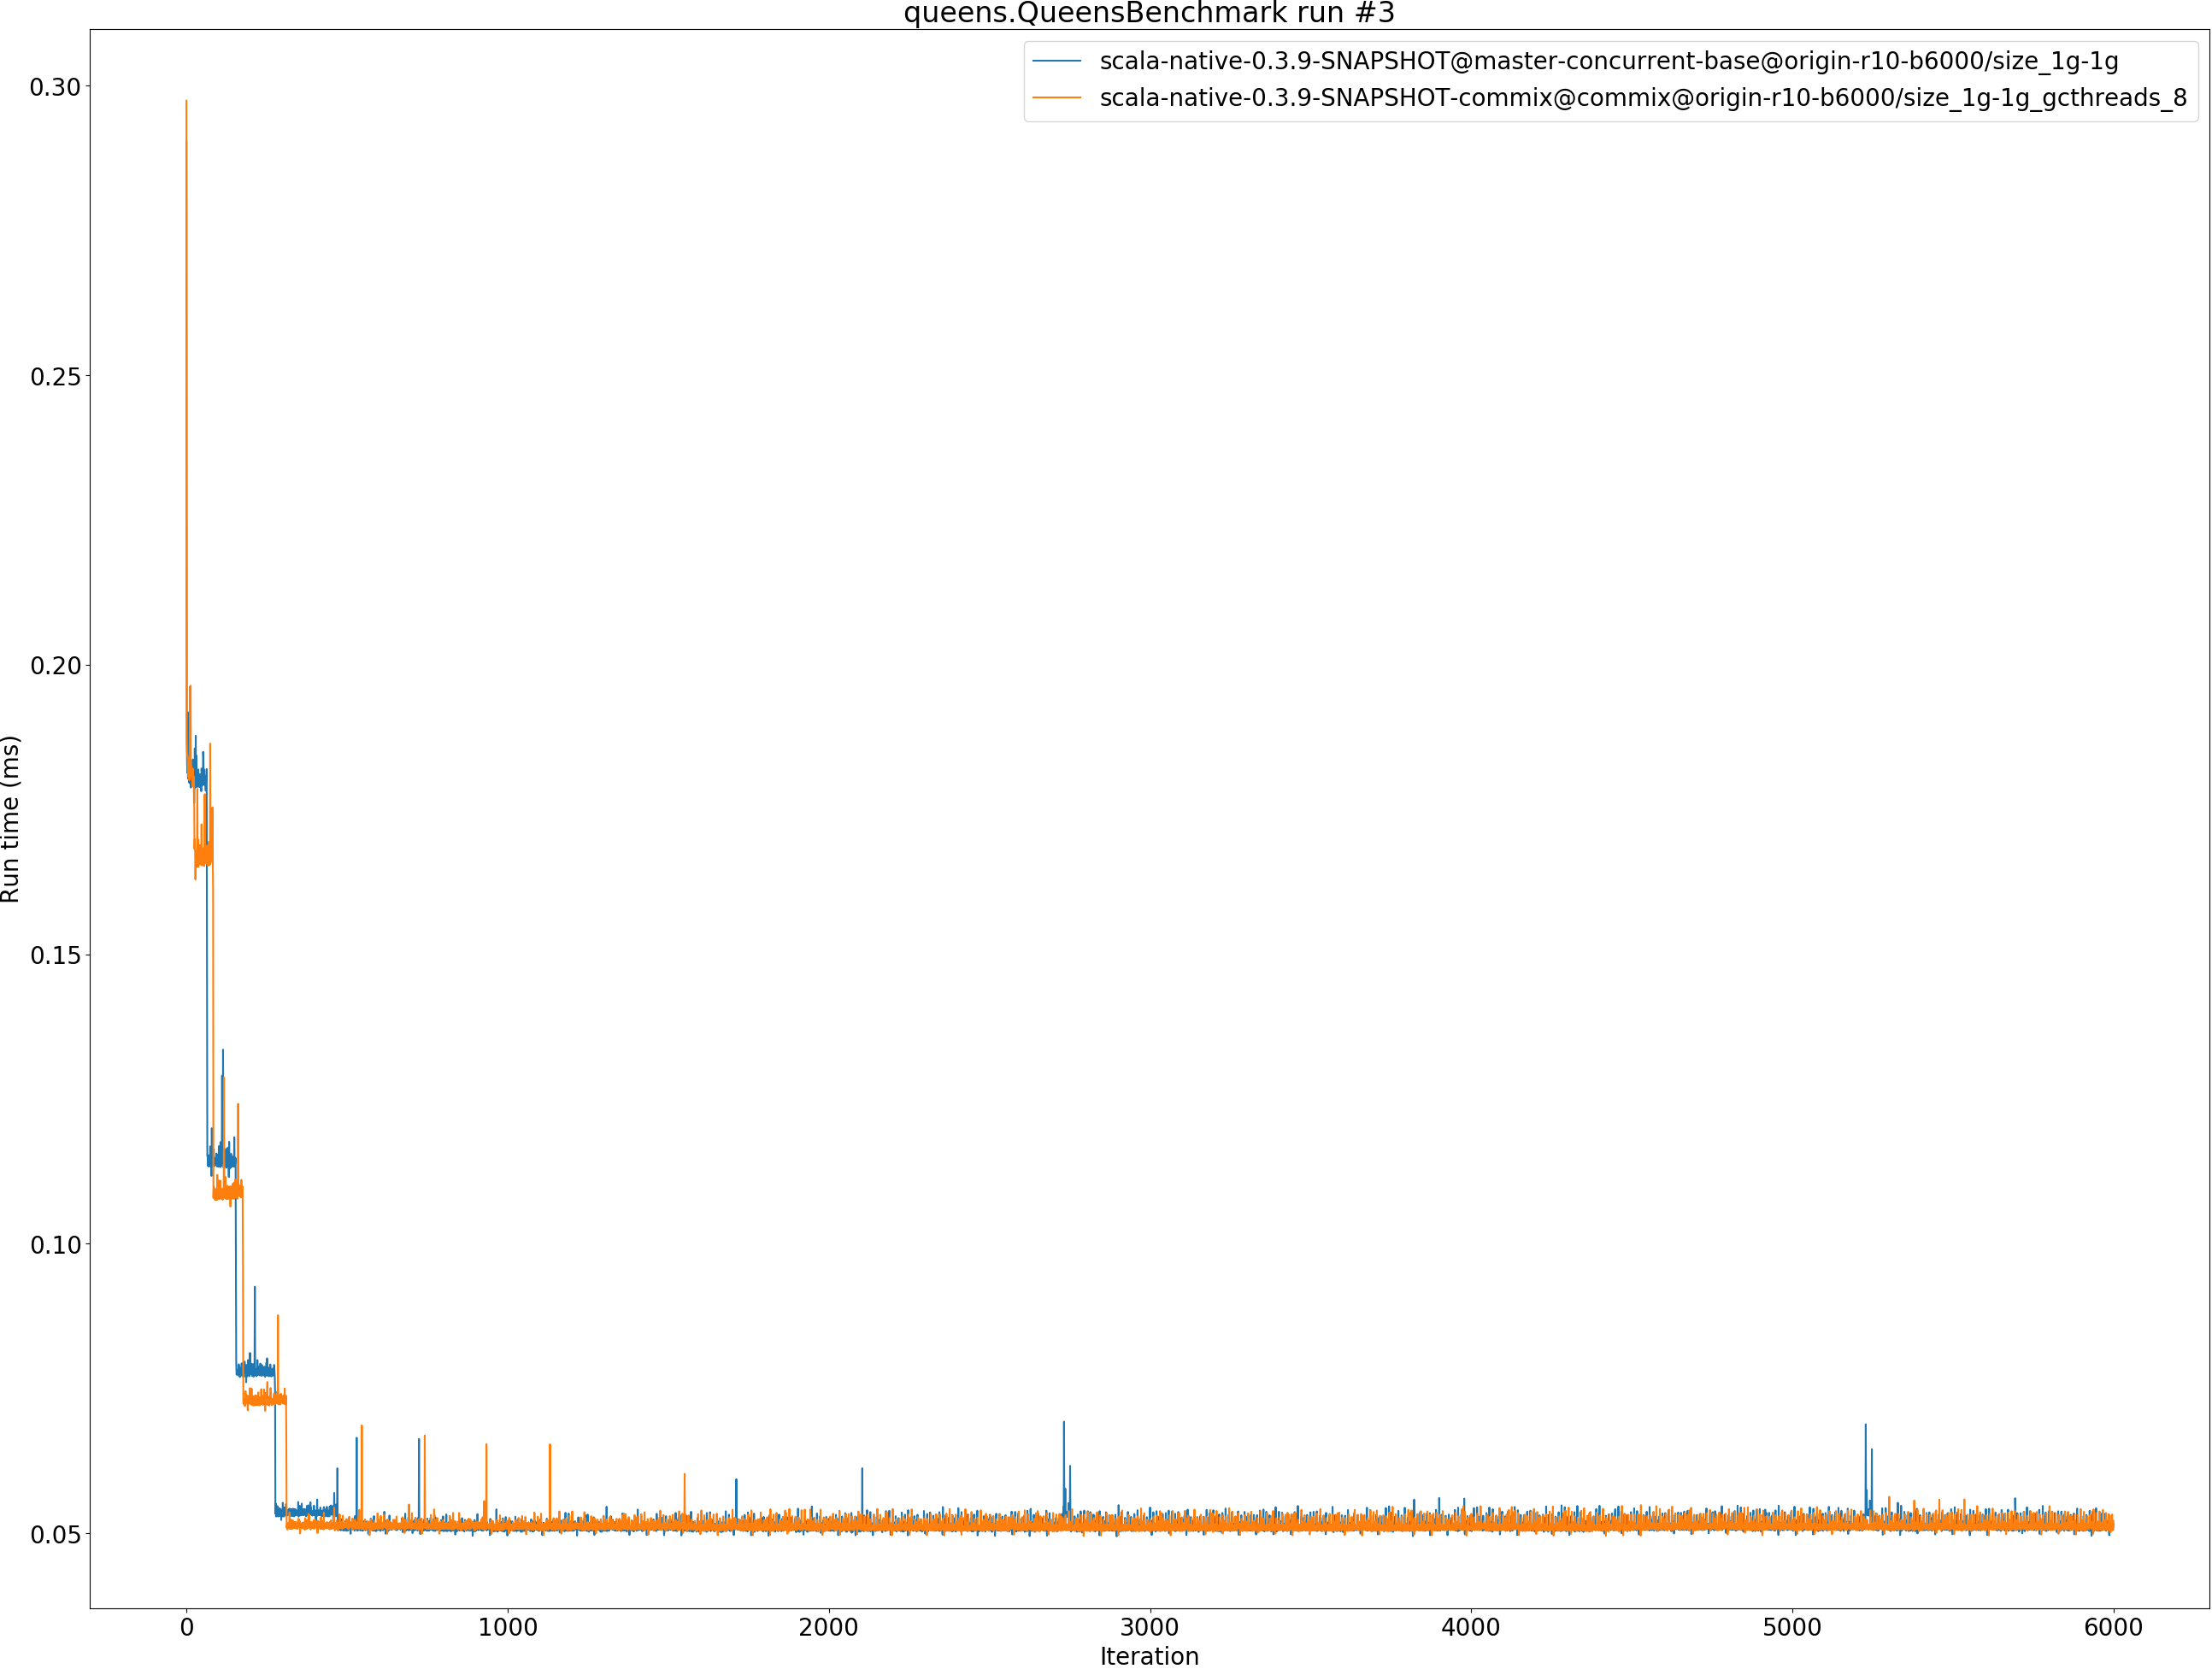 queens.QueensBenchmark run #3
scala-native-0.3.9-SNAPSHOT@master-concurrent-base@origin-r10-b6000/size_1g-1g
scala-native-0.3.9-SNAPSHOT-commix@commix@origin-r10-b6000/size_1g-1g_gcthreads_8
Run time (ms)
0.30
0.25
0.20
0.15
0.10
0.05
0 1000 2000 3000 4000 5000 6000
Iteration